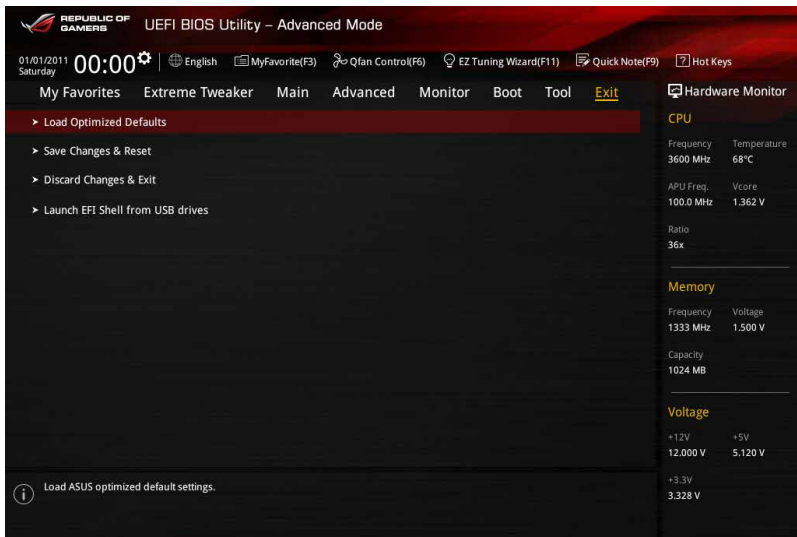 REPUBLIC OF
GAMERS
UEFI BIOS Utility – Advanced Mode
01/01/2011
Saturday
00:00
English
MyFavorite(F3)
Qfan Control(F6)
EZ Tuning Wizard(F11)
Quick Note(F9)
? Hot Keys
My Favorites
Extreme Tweaker
Main
Advanced
Monitor
Boot
Tool
Exit
Hardware Monitor
> Load Optimized Defaults
> Save Changes & Reset
> Discard Changes & Exit
> Launch EFI Shell from USB drives
CPU
Frequency Temperature
3600 MHz 68°C
APU Freq. Vcore
100.0 MHz 1.362 V
Ratio
36x
Memory
Frequency Voltage
1333 MHz 1.500 V
Capacity
1024 MB
Voltage
+12V +5V
12.000 V 5.120 V
+3.3V
3.328 V
i Load ASUS optimized default settings.